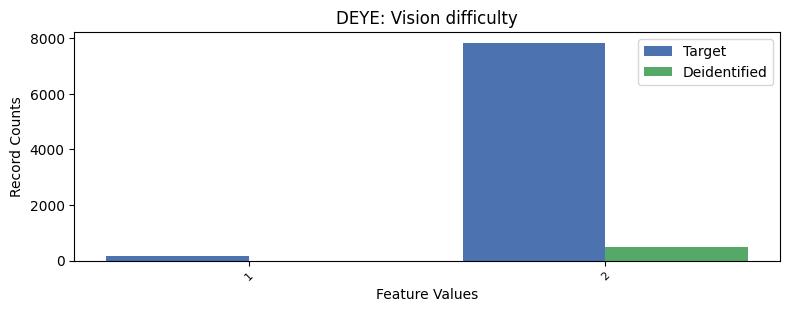 DEYE: Vision difficulty
Target
Deidentified
8000
6000
4000
2000
0
Record Counts
1
2
Feature Values